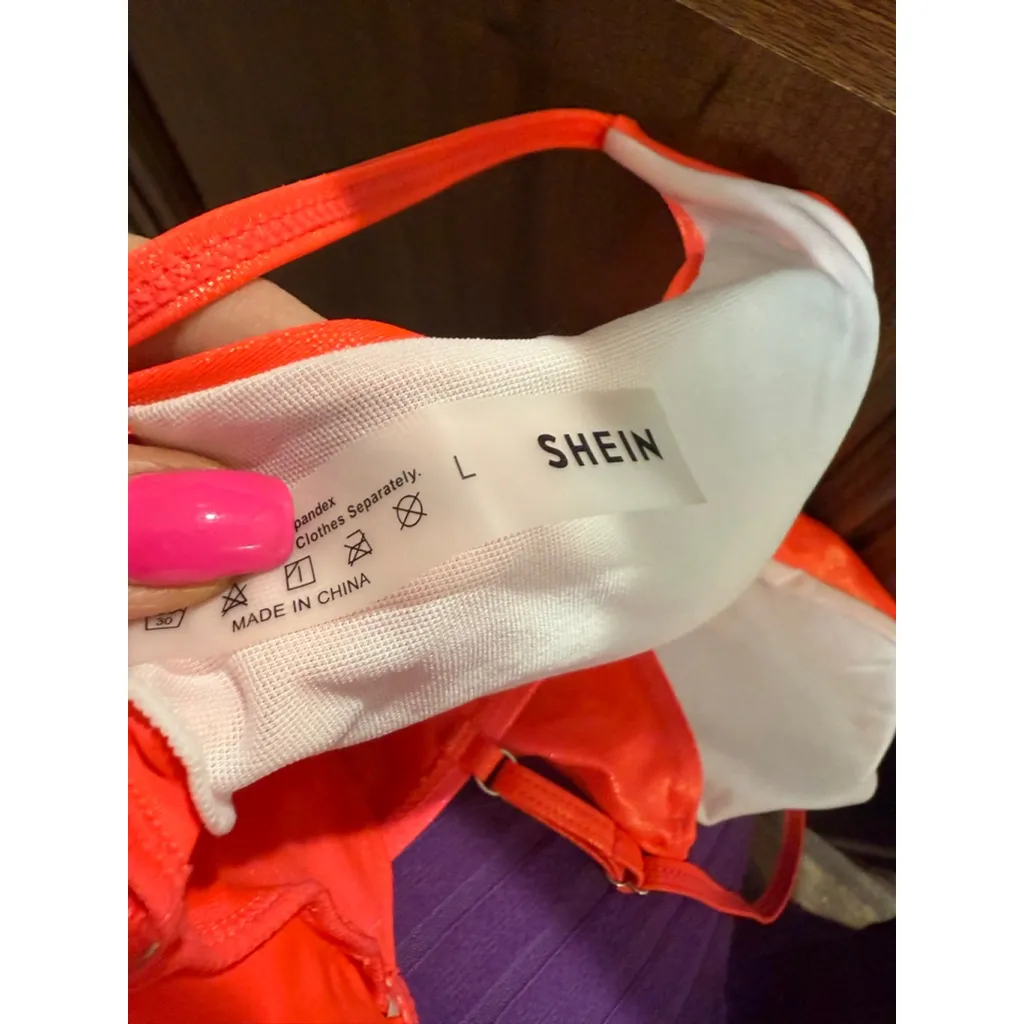 SHEIN
L
pandex
Clothes Separately.
30
MADE IN CHINA